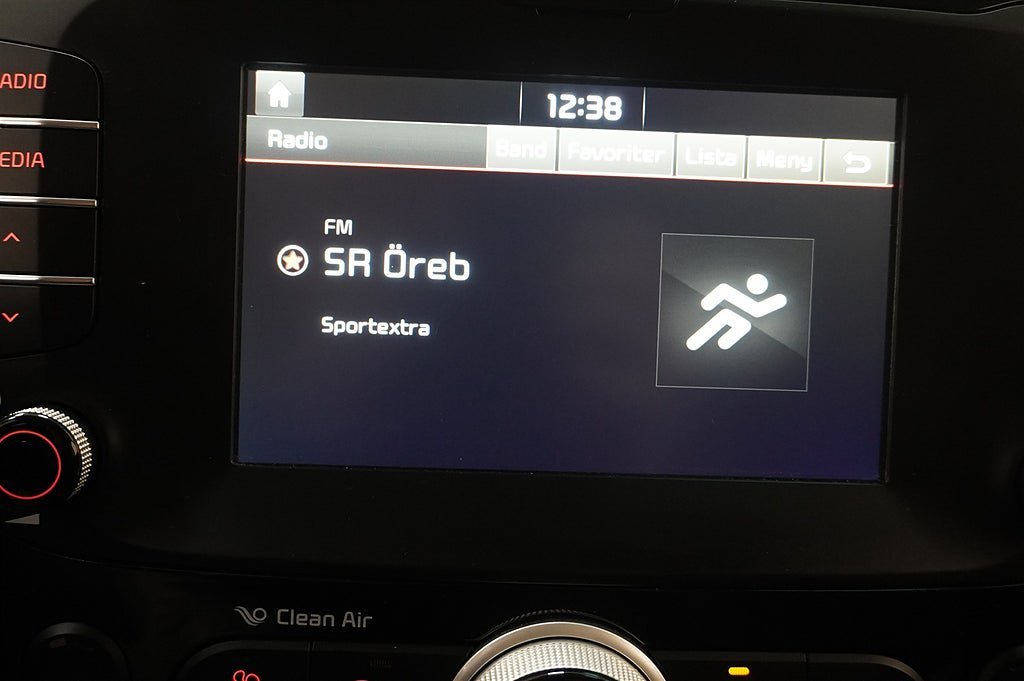 ADIO
EDIA
12:38
Radio
Band
Favoriter
Lista
Meny
FM
SR Öreb
Sportextra
Clean Air